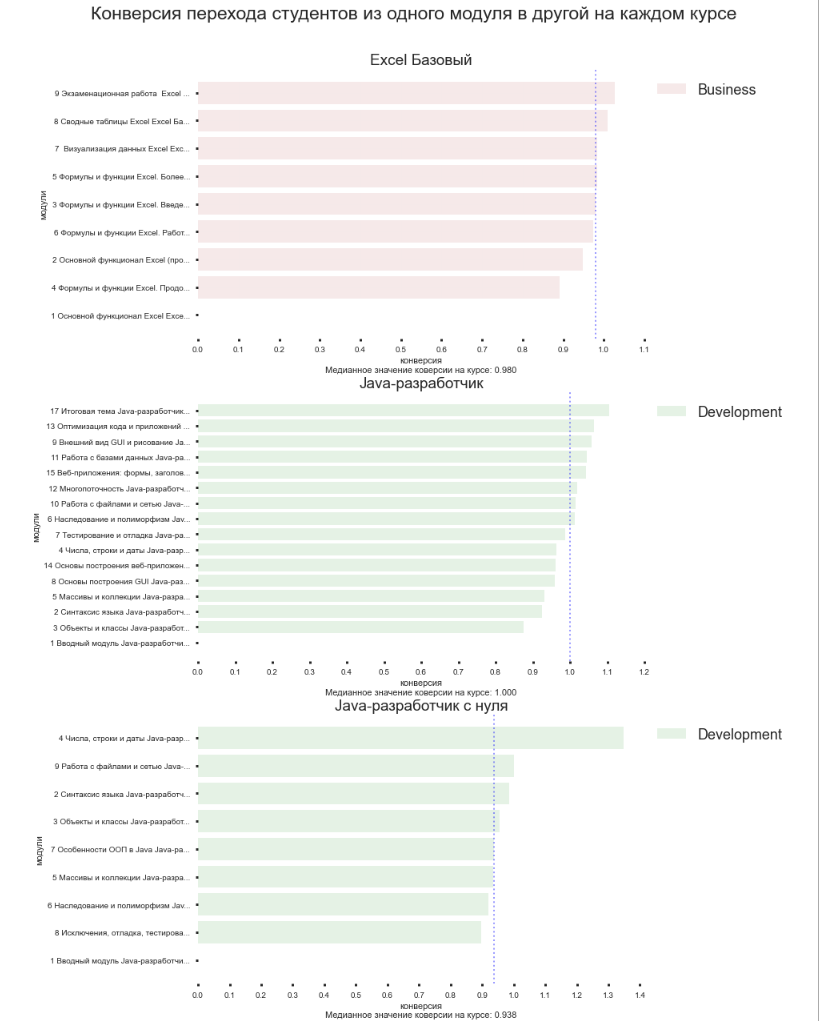 Конверсия перехода студентов из одного модуля в другой на каждом курсе
Excel Базовый
Business
модули
9 Экзаменационная работа  Excel ...
8 Сводные таблицы Excel Excel Ба...
7  Визуализация данных Excel Exc...
5 Формулы и функции Excel. Более...
3 Формулы и функции Excel. Введе...
6 Формулы и функции Excel. Работ...
2 Основной функционал Excel (про...
4 Формулы и функции Excel. Продо...
1 Основной функционал Excel Exce...
0.0 0.1 0.2 0.3 0.4 0.5 0.6 0.7 0.8 0.9 1.0 1.1
конверсия
Медианное значение коверсии на курсе: 0.980
Java-разработчик
Development
модули
17 Итоговая тема Java-разработчик...
13 Оптимизация кода и приложений ...
9 Внешний вид GUI и рисование Ja...
11 Работа с базами данных Java-ра...
15 Веб-приложения: формы, заголов...
12 Многопоточность Java-разработч...
10 Работа с файлами и сетью Java-...
6 Наследование и полиморфизм Jav...
7 Тестирование и отладка Java-ра...
4 Числа, строки и даты Java-разр...
14 Основы построения веб-приложен...
8 Основы построения GUI Java-раз...
5 Массивы и коллекции Java-разра...
2 Синтаксис языка Java-разработч...
3 Объекты и классы Java-разработ...
1 Вводный модуль Java-разработчи...
0.0 0.1 0.2 0.3 0.4 0.5 0.6 0.7 0.8 0.9 1.0 1.1 1.2
конверсия
Медианное значение коверсии на курсе: 1.000
Java-разработчик с нуля
Development
модули
4 Числа, строки и даты Java-разр...
9 Работа с файлами и сетью Java-...
2 Синтаксис языка Java-разработч...
3 Объекты и классы Java-разработ...
7 Особенности ООП в Java Java-ра...
5 Массивы и коллекции Java-разра...
6 Наследование и полиморфизм Jav...
8 Исключения, отладка, тестирова...
1 Вводный модуль Java-разработчи...
0.0 0.1 0.2 0.3 0.4 0.5 0.6 0.7 0.8 0.9 1.0 1.1 1.2 1.3 1.4
конверсия
Медианное значение коверсии на курсе: 0.938